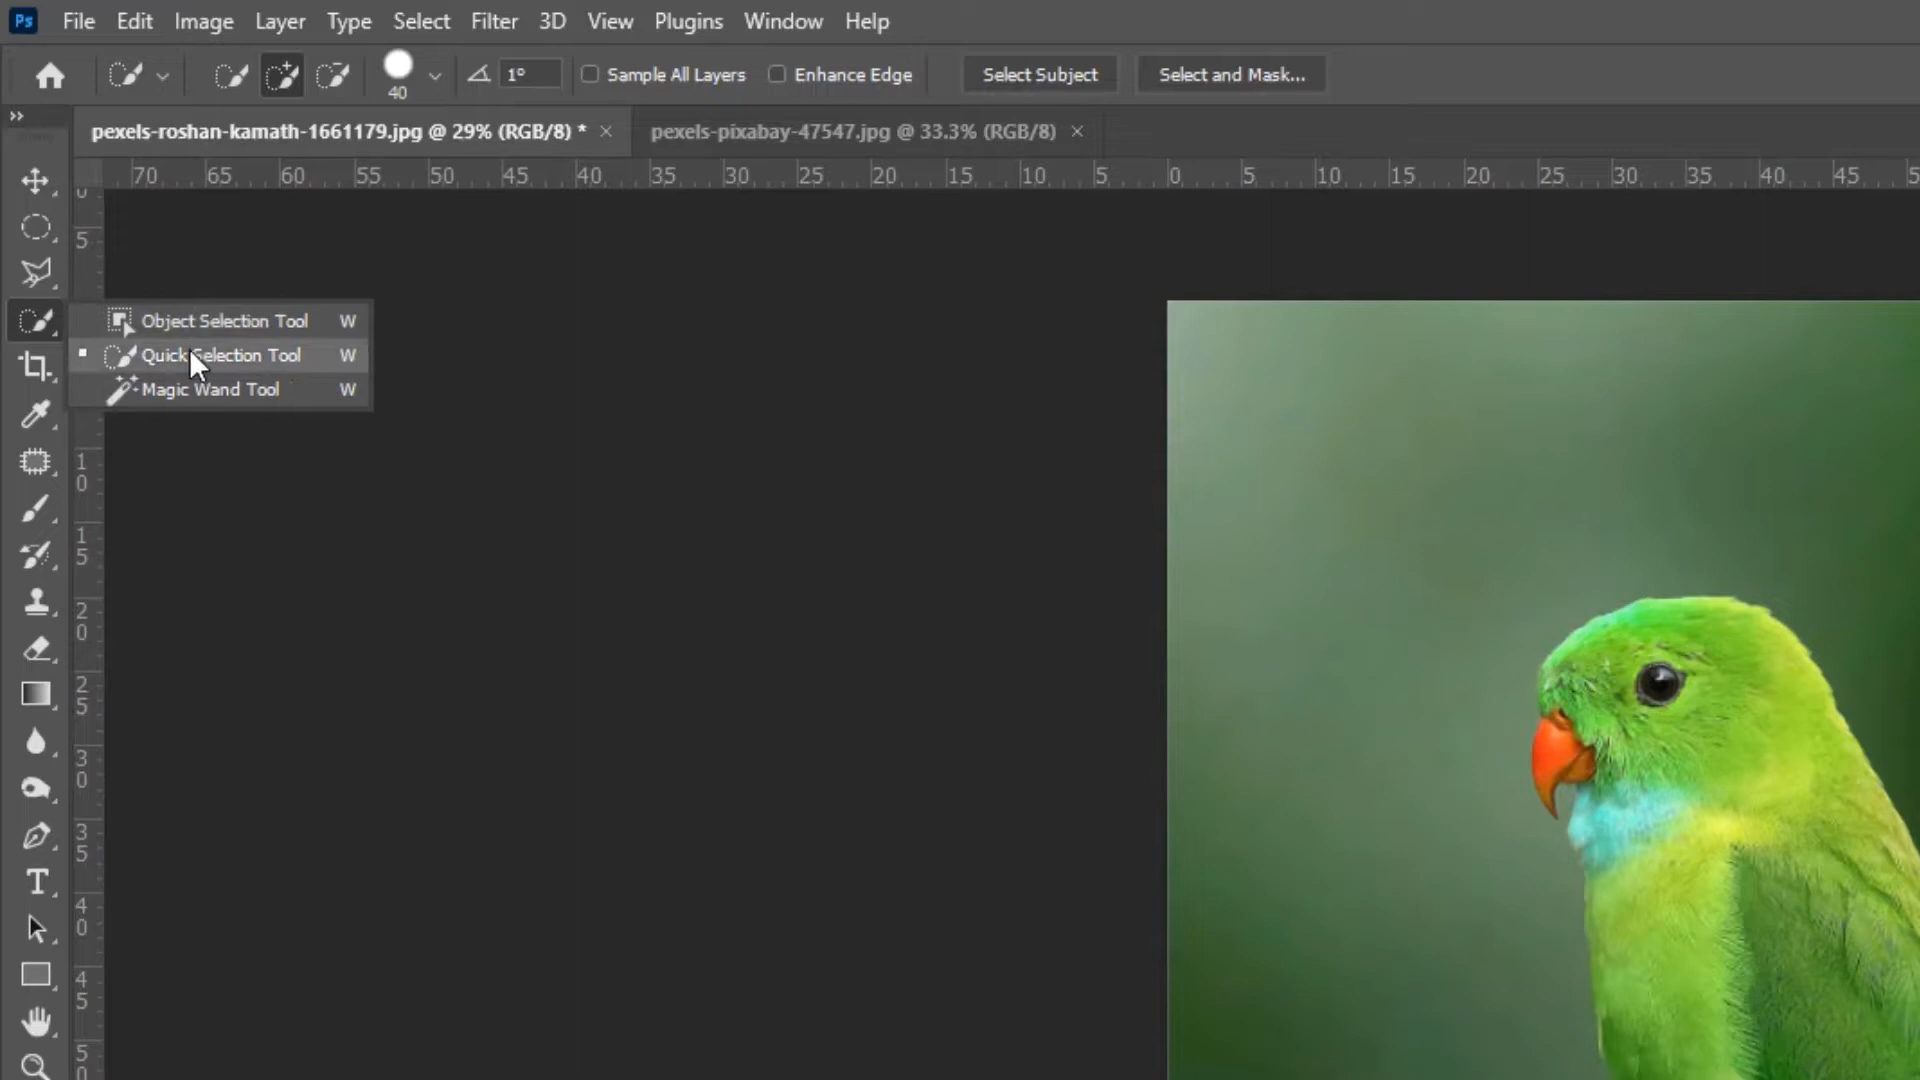 Ps File Edit Image Layer Type Select Filter 3D View Plugins Window Help
40 1° Sample All Layers Enhance Edge Select Subject Select and Mask...
pexels-roshan-kamath-1661179.jpg @ 29% (RGB/8) * × pexels-pixabay-47547.jpg @ 33.3% (RGB/8) ×
70 65 60 55 50 45 40 35 30 25 20 15 10 5 0 5 10 15 20 25 30 35 40 45 5
0
5
Object Selection Tool W
Quick Selection Tool W
Magic Wand Tool W
10
15
20
25
30
35
T
40
45
50